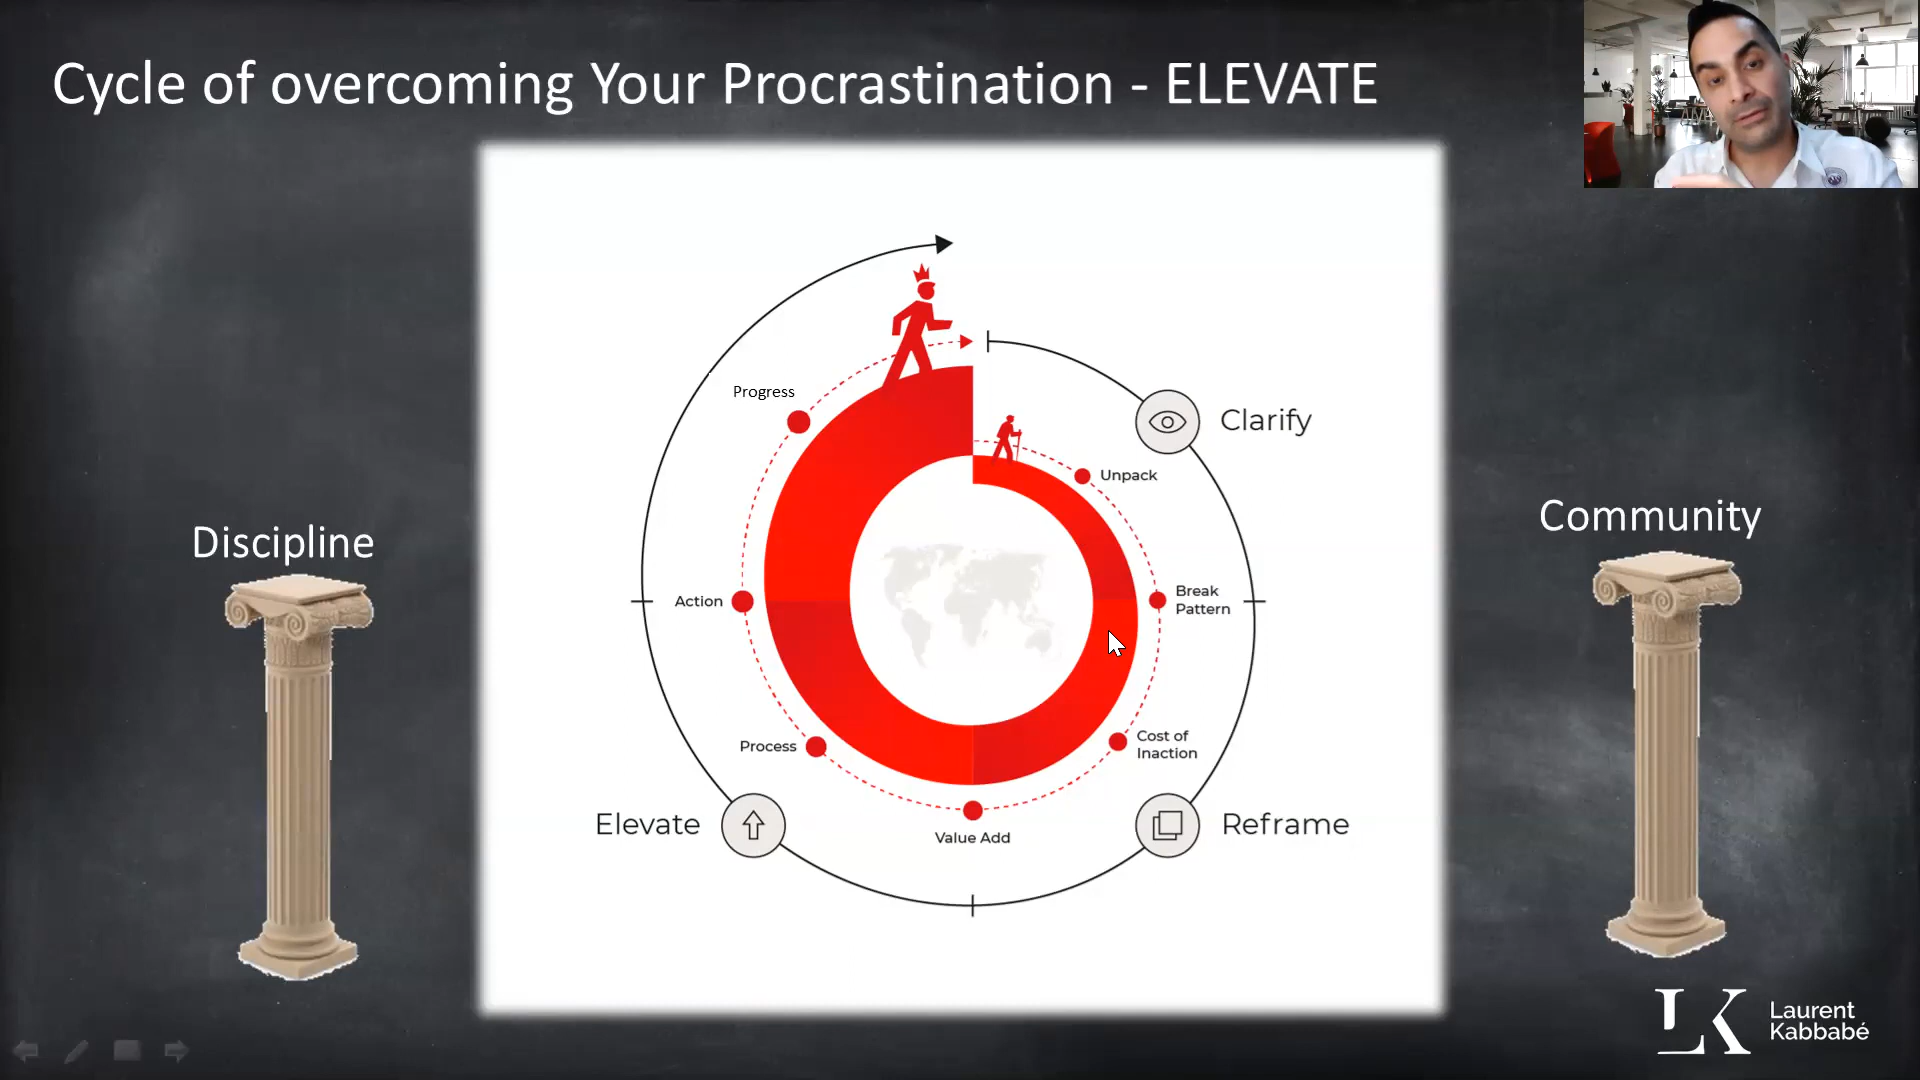 Cycle of overcoming Your Procrastination - ELEVATE
Progress
Clarify
Unpack
Discipline
Community
Action
Break
Pattern
Process
Cost of
Inaction
Elevate
Value Add
Reframe
LK
Laurent
Kabbabé